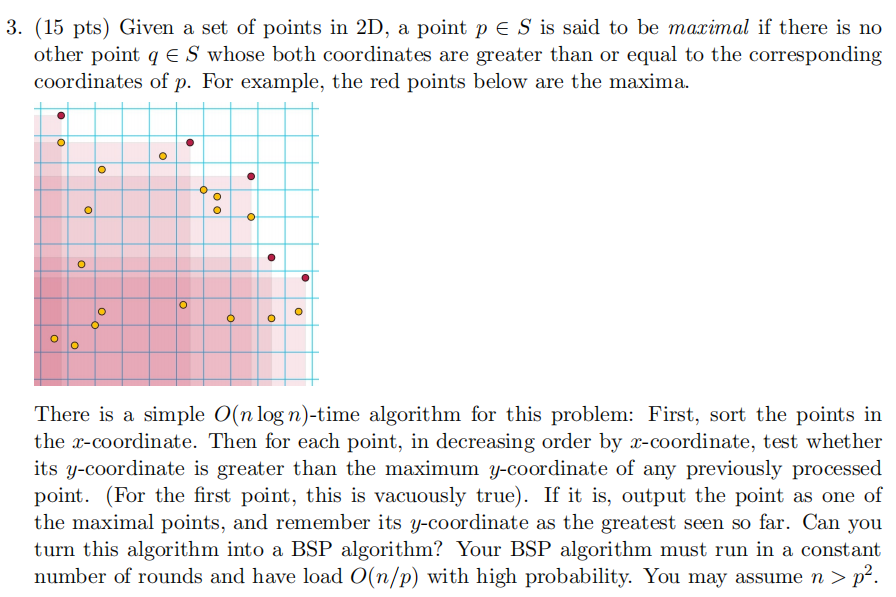 3. (15 pts) Given a set of points in 2D, a point p ∈ S is said to be maximal if there is no
other point q ∈ S whose both coordinates are greater than or equal to the corresponding
coordinates of p. For example, the red points below are the maxima.
There is a simple O(n log n)-time algorithm for this problem: First, sort the points in
the x-coordinate. Then for each point, in decreasing order by x-coordinate, test whether
its y-coordinate is greater than the maximum y-coordinate of any previously processed
point. (For the first point, this is vacuously true). If it is, output the point as one of
the maximal points, and remember its y-coordinate as the greatest seen so far. Can you
turn this algorithm into a BSP algorithm? Your BSP algorithm must run in a constant
number of rounds and have load O(n/p) with high probability. You may assume n > p².